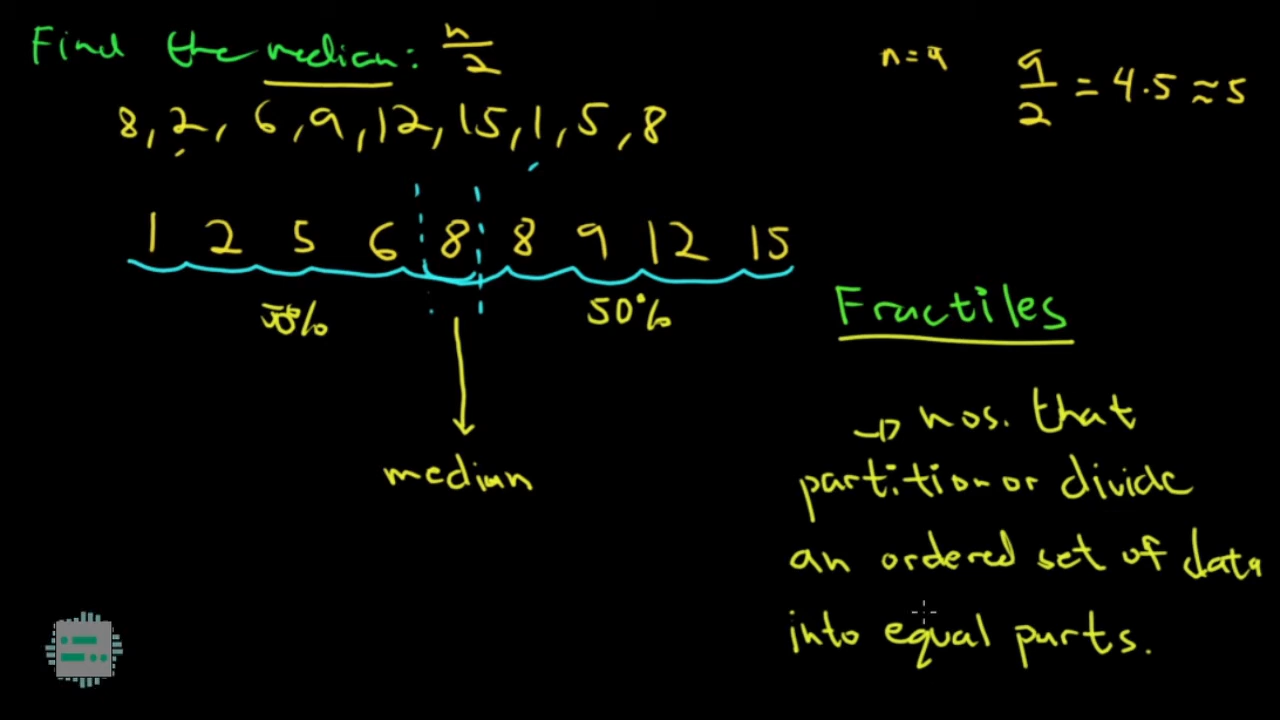 Find the median: n/2
n = 9 9/2 = 4.5 ≈ 5
8, 2, 6, 9, 12, 15, 1, 5, 8
1 2 5 6 8 8 9 12 15
50% 50%
median
Fractiles
→ nos. that
partition or divide
an ordered set of data
into equal parts.